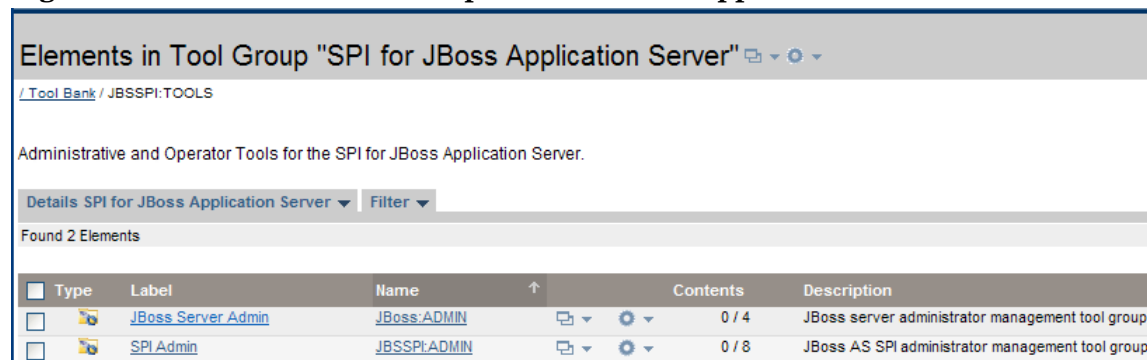 Elements in Tool Group "SPI for JBoss Application Server"
/ Tool Bank / JBSSPI:TOOLS
Administrative and Operator Tools for the SPI for JBoss Application Server.
Details SPI for JBoss Application Server Filter
Found 2 Elements
Type Label Name Contents Description
JBoss Server Admin JBoss:ADMIN 0 / 4 JBoss server administrator management tool group
SPI Admin JBSSPI:ADMIN 0 / 8 JBoss AS SPI administrator management tool group